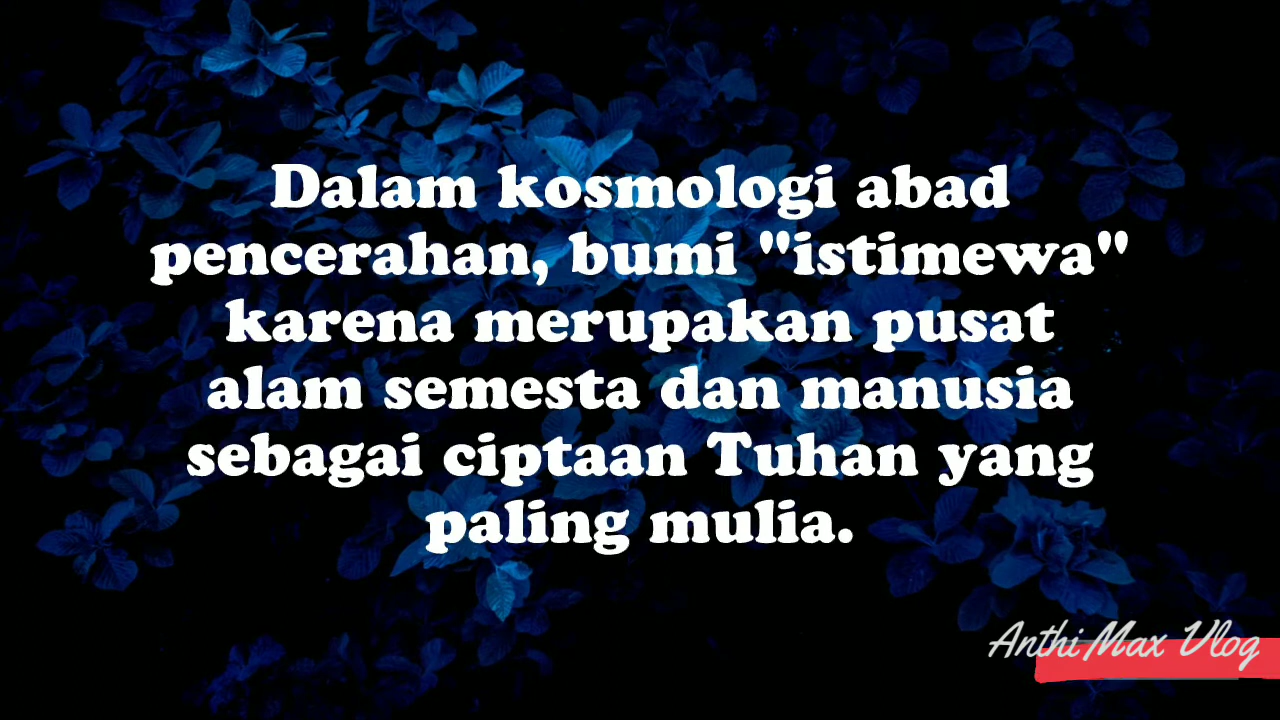 Dalam kosmologi abad
pencerahan, bumi "istimewa"
karena merupakan pusat
alam semesta dan manusia
sebagai ciptaan Tuhan yang
paling mulia.
Anthi Max Vlog